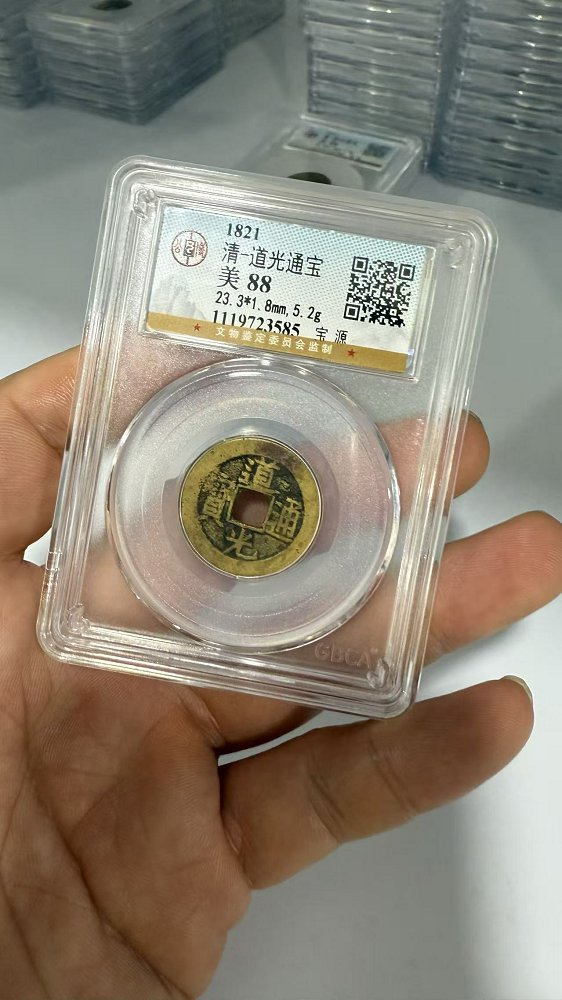 1821
清-道光通宝
美 88
23.3*1.8mm,5.2g
1119723585 宝 源
文物鉴定委员会监制
道光通寶
GBCA